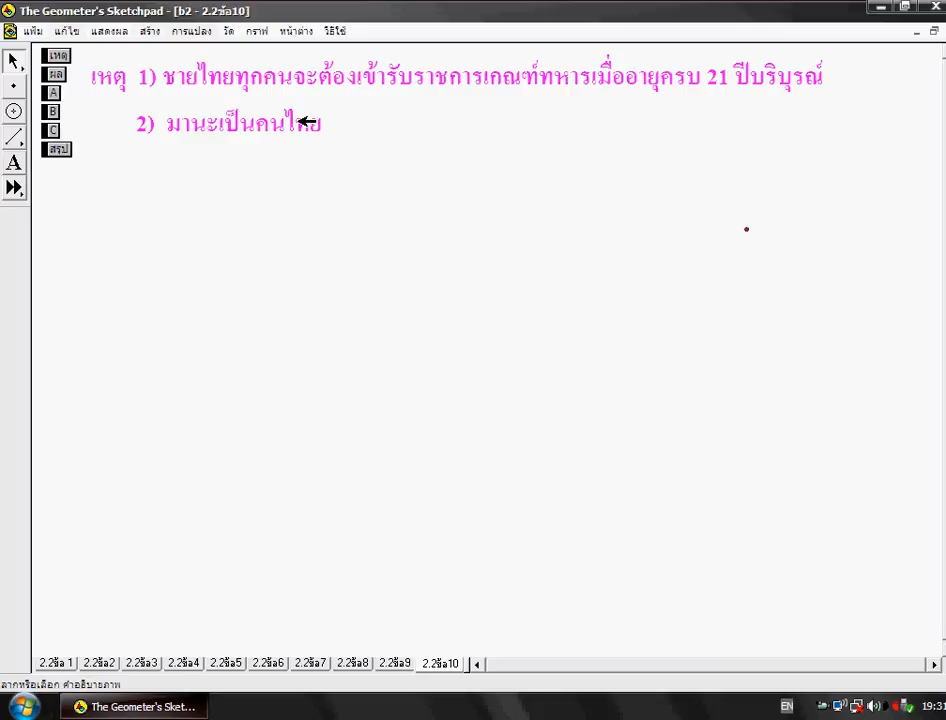 The Geometer's Sketchpad - [b2 - 2.2ข้อ10]
แฟ้ม แก้ไข แสดงผล สร้าง การแปลง วัด กราฟ หน้าต่าง วิธีใช้
เหตุ
ผล
A
B
C
สรุป
เหตุ 1) ชายไทยทุกคนจะต้องเข้ารับราชการเกณฑ์ทหารเมื่ออายุครบ 21 ปีบริบูรณ์
2) มานะเป็นคนไทย
A
2.2ข้อ 1 2.2ข้อ2 2.2ข้อ3 2.2ข้อ4 2.2ข้อ5 2.2ข้อ6 2.2ข้อ7 2.2ข้อ8 2.2ข้อ9 2.2ข้อ10
ลากหรือเลือก คำอธิบายภาพ
The Geometer's Sket... EN 19:31